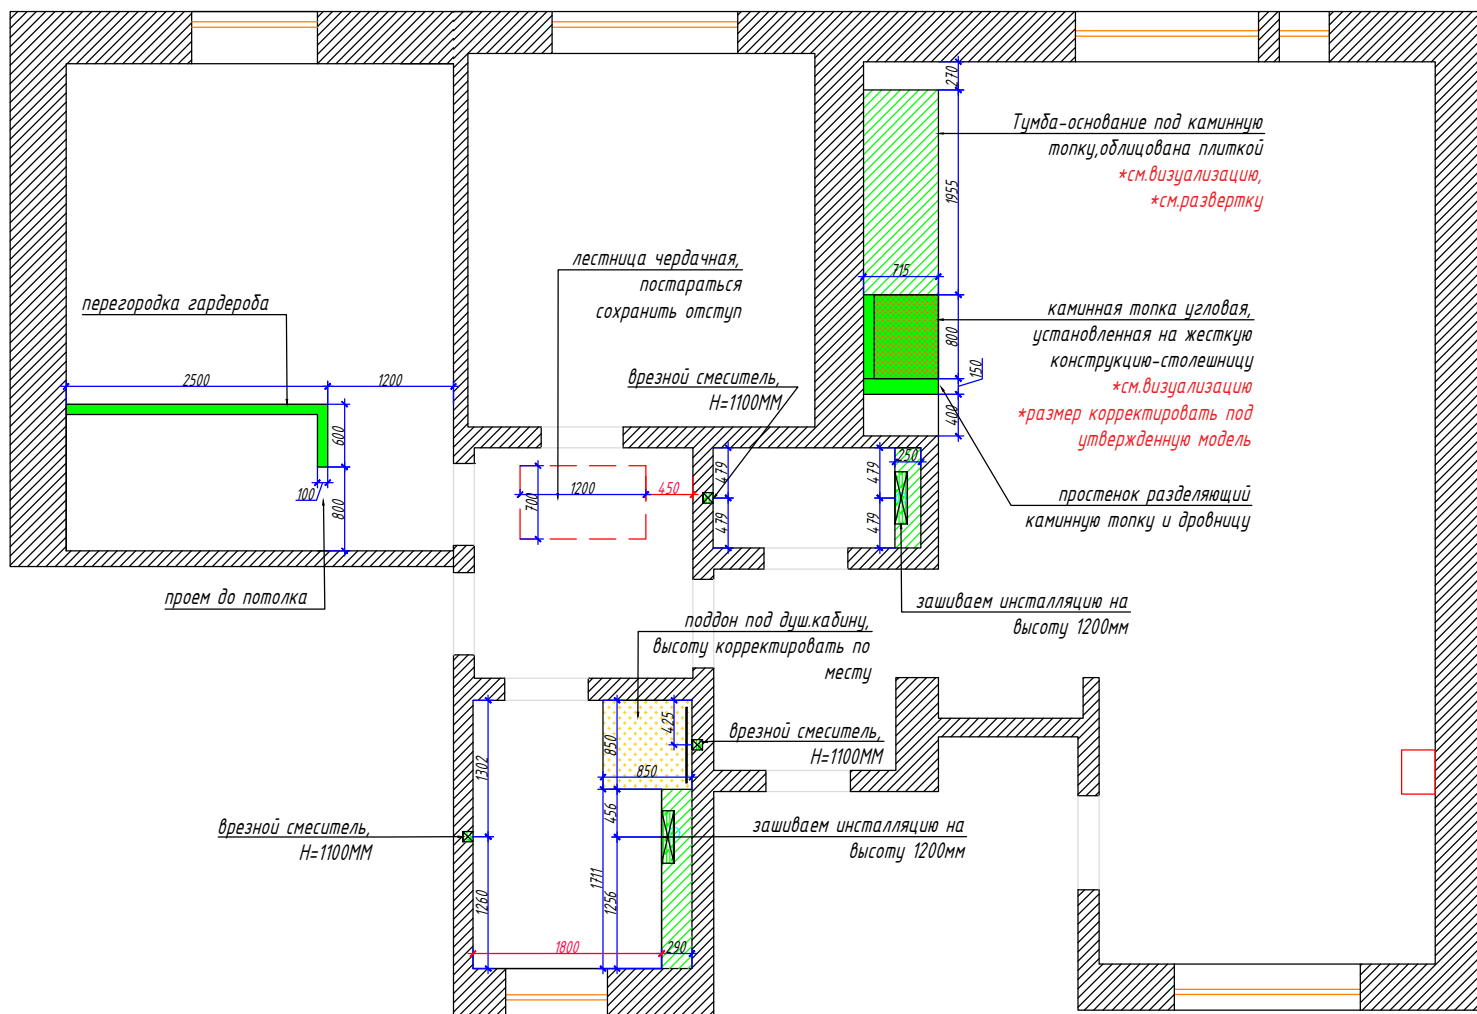 270
Тумба-основание под каминную
топку,облицована плиткой
*см.визуализацию,
*см.развертку
1955
715
лестница чердачная,
постараться
сохранить отступ
перегородка гардероба
каминная топка угловая,
установленная на жесткую
конструкцию-столешницу
*см.визуализацию
*размер корректировать под
утвержденную модель
800
150
400
врезной смеситель,
Н=1100ММ
2500
1200
600
100
800
1200
700
450
479
479
479
479
250
простенок разделяющий
каминную топку и дровницу
проем до потолка
зашиваем инсталляцию на
высоту 1200мм
поддон под душ.кабину,
высоту корректировать по
месту
425
850
850
1302
врезной смеситель,
Н=1100ММ
456
врезной смеситель,
Н=1100ММ
зашиваем инсталляцию на
высоту 1200мм
1711
1256
1260
1800
290